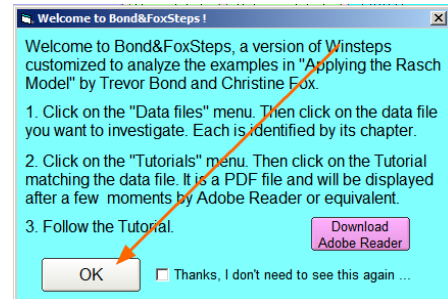 Welcome to Bond&FoxSteps !
Welcome to Bond&FoxSteps, a version of Winsteps
customized to analyze the examples in "Applying the Rasch
Model" by Trevor Bond and Christine Fox.
1. Click on the "Data files" menu. Then click on the data file
you want to investigate. Each is identified by its chapter.
2. Click on the "Tutorials" menu. Then click on the Tutorial
matching the data file. It is a PDF file and will be displayed
after a few moments by Adobe Reader or equivalent.
3. Follow the Tutorial.
Download
Adobe Reader
OK
Thanks, I don't need to see this again ...